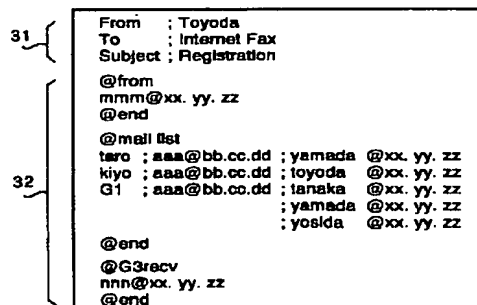 31
From ; Toyoda
To ; Internet Fax
Subject ; Registration
32
@from
mmm@xx. yy. zz
@end
@mail list
taro ; aaa@bb.cc.dd ; yamada @xx. yy. zz
kiyo ; aaa@bb.cc.dd ; toyoda @xx. yy. zz
G1 ; aaa@bb.cc.dd ; tanaka @xx. yy. zz
; yamada @xx. yy. zz
; yosida @xx. yy. zz
@end
@G3recv
nnn@xx. yy. zz
@end